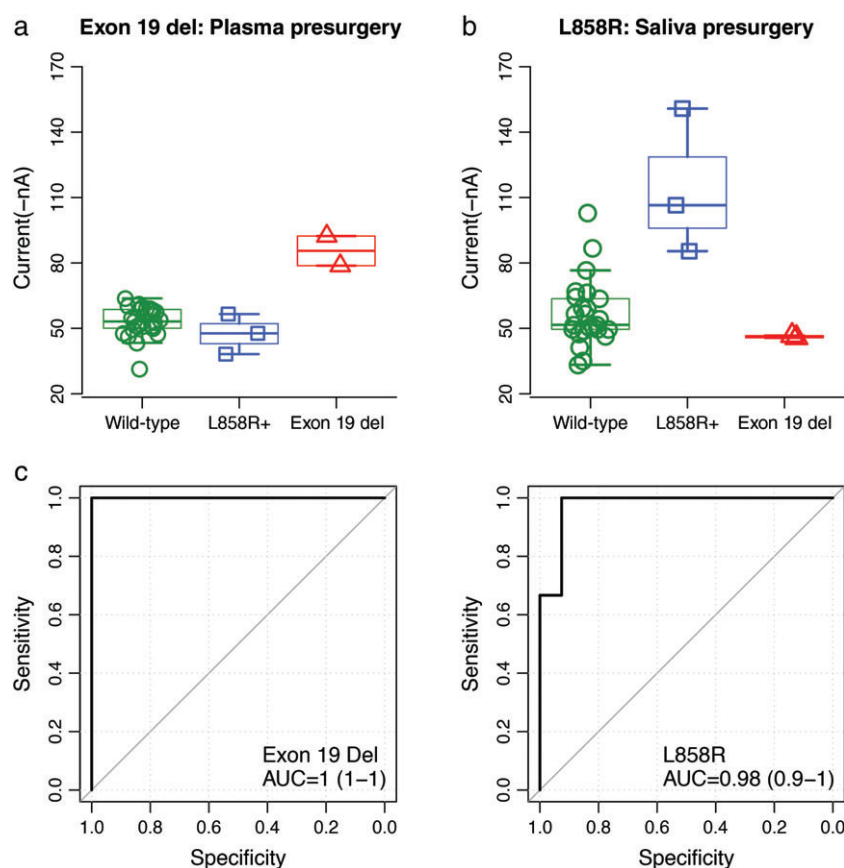 a Exon 19 del: Plasma presurgery
170
140
110
80
50
20
Current(−nA)
Wild-type L858R+ Exon 19 del
b L858R: Saliva presurgery
170
140
110
80
50
20
Current(−nA)
Wild-type L858R+ Exon 19 del
c
1.0
0.8
0.6
0.4
0.2
0.0
Sensitivity
Exon 19 Del
AUC=1 (1−1)
1.0 0.8 0.6 0.4 0.2 0.0
Specificity
1.0
0.8
0.6
0.4
0.2
0.0
Sensitivity
L858R
AUC=0.98 (0.9−1)
1.0 0.8 0.6 0.4 0.2 0.0
Specificity